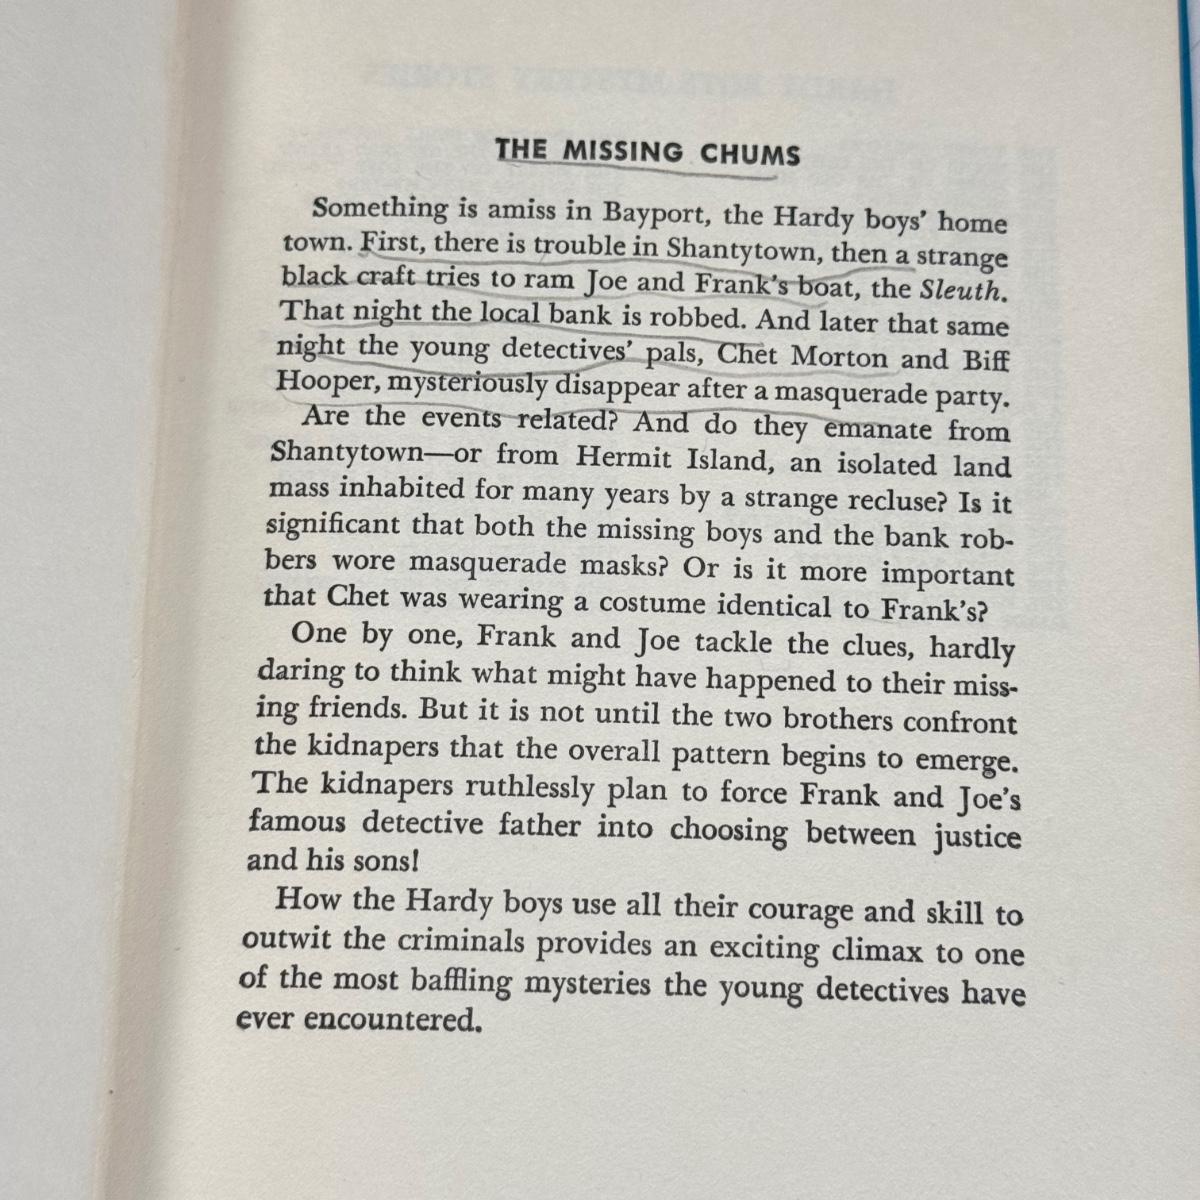 THE MISSING CHUMS
Something is amiss in Bayport, the Hardy boys' home
town. First, there is trouble in Shantytown, then a strange
black craft tries to ram Joe and Frank's boat, the Sleuth.
That night the local bank is robbed. And later that same
night the young detectives' pals, Chet Morton and Biff
Hooper, mysteriously disappear after a masquerade party.
Are the events related? And do they emanate from
Shantytown—or from Hermit Island, an isolated land
mass inhabited for many years by a strange recluse? Is it
significant that both the missing boys and the bank rob-
bers wore masquerade masks? Or is it more important
that Chet was wearing a costume identical to Frank's?
One by one, Frank and Joe tackle the clues, hardly
daring to think what might have happened to their miss-
ing friends. But it is not until the two brothers confront
the kidnapers that the overall pattern begins to emerge.
The kidnapers ruthlessly plan to force Frank and Joe's
famous detective father into choosing between justice
and his sons!
How the Hardy boys use all their courage and skill to
outwit the criminals provides an exciting climax to one
of the most baffling mysteries the young detectives have
ever encountered.